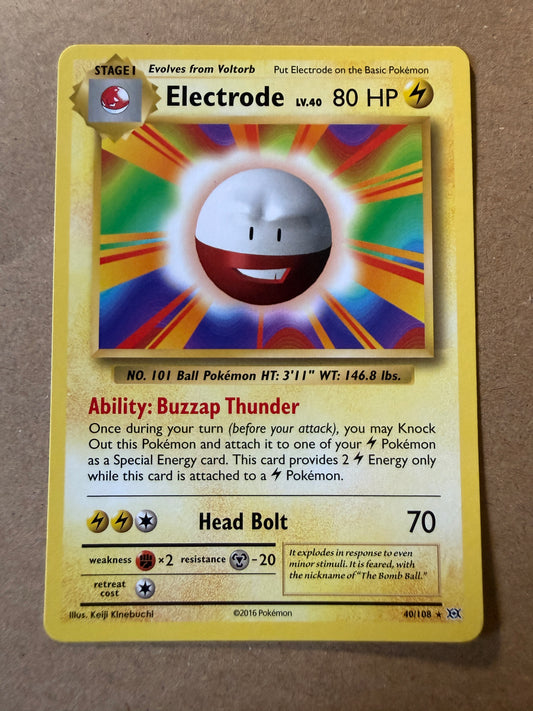 STAGE 1 Evolves from Voltorb Put Electrode on the Basic Pokémon
Electrode LV.40 80 HP
NO. 101 Ball Pokémon HT: 3'11" WT: 146.8 lbs.
Ability: Buzzap Thunder
Once during your turn (before your attack), you may Knock
Out this Pokémon and attach it to one of your Pokémon
as a Special Energy card. This card provides 2 Energy only
while this card is attached to a Pokémon.
Head Bolt 70
weakness ×2 resistance -20
retreat
cost
It explodes in response to even
minor stimuli. It is feared, with
the nickname of "The Bomb Ball."
Illus. Keiji Kinebuchi ©2016 Pokémon 40/108 ★